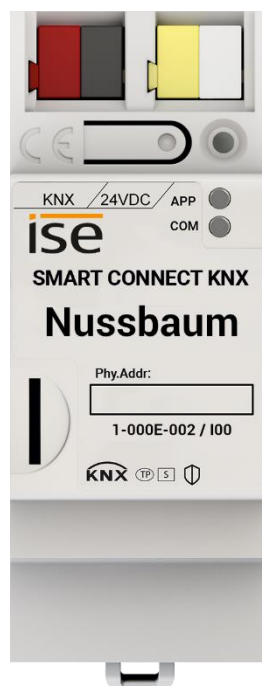 CE
KNX 24VDC APP
COM
ise
SMART CONNECT KNX
Nussbaum
Phy.Addr:
1-000E-002 / I00
KNX TP S